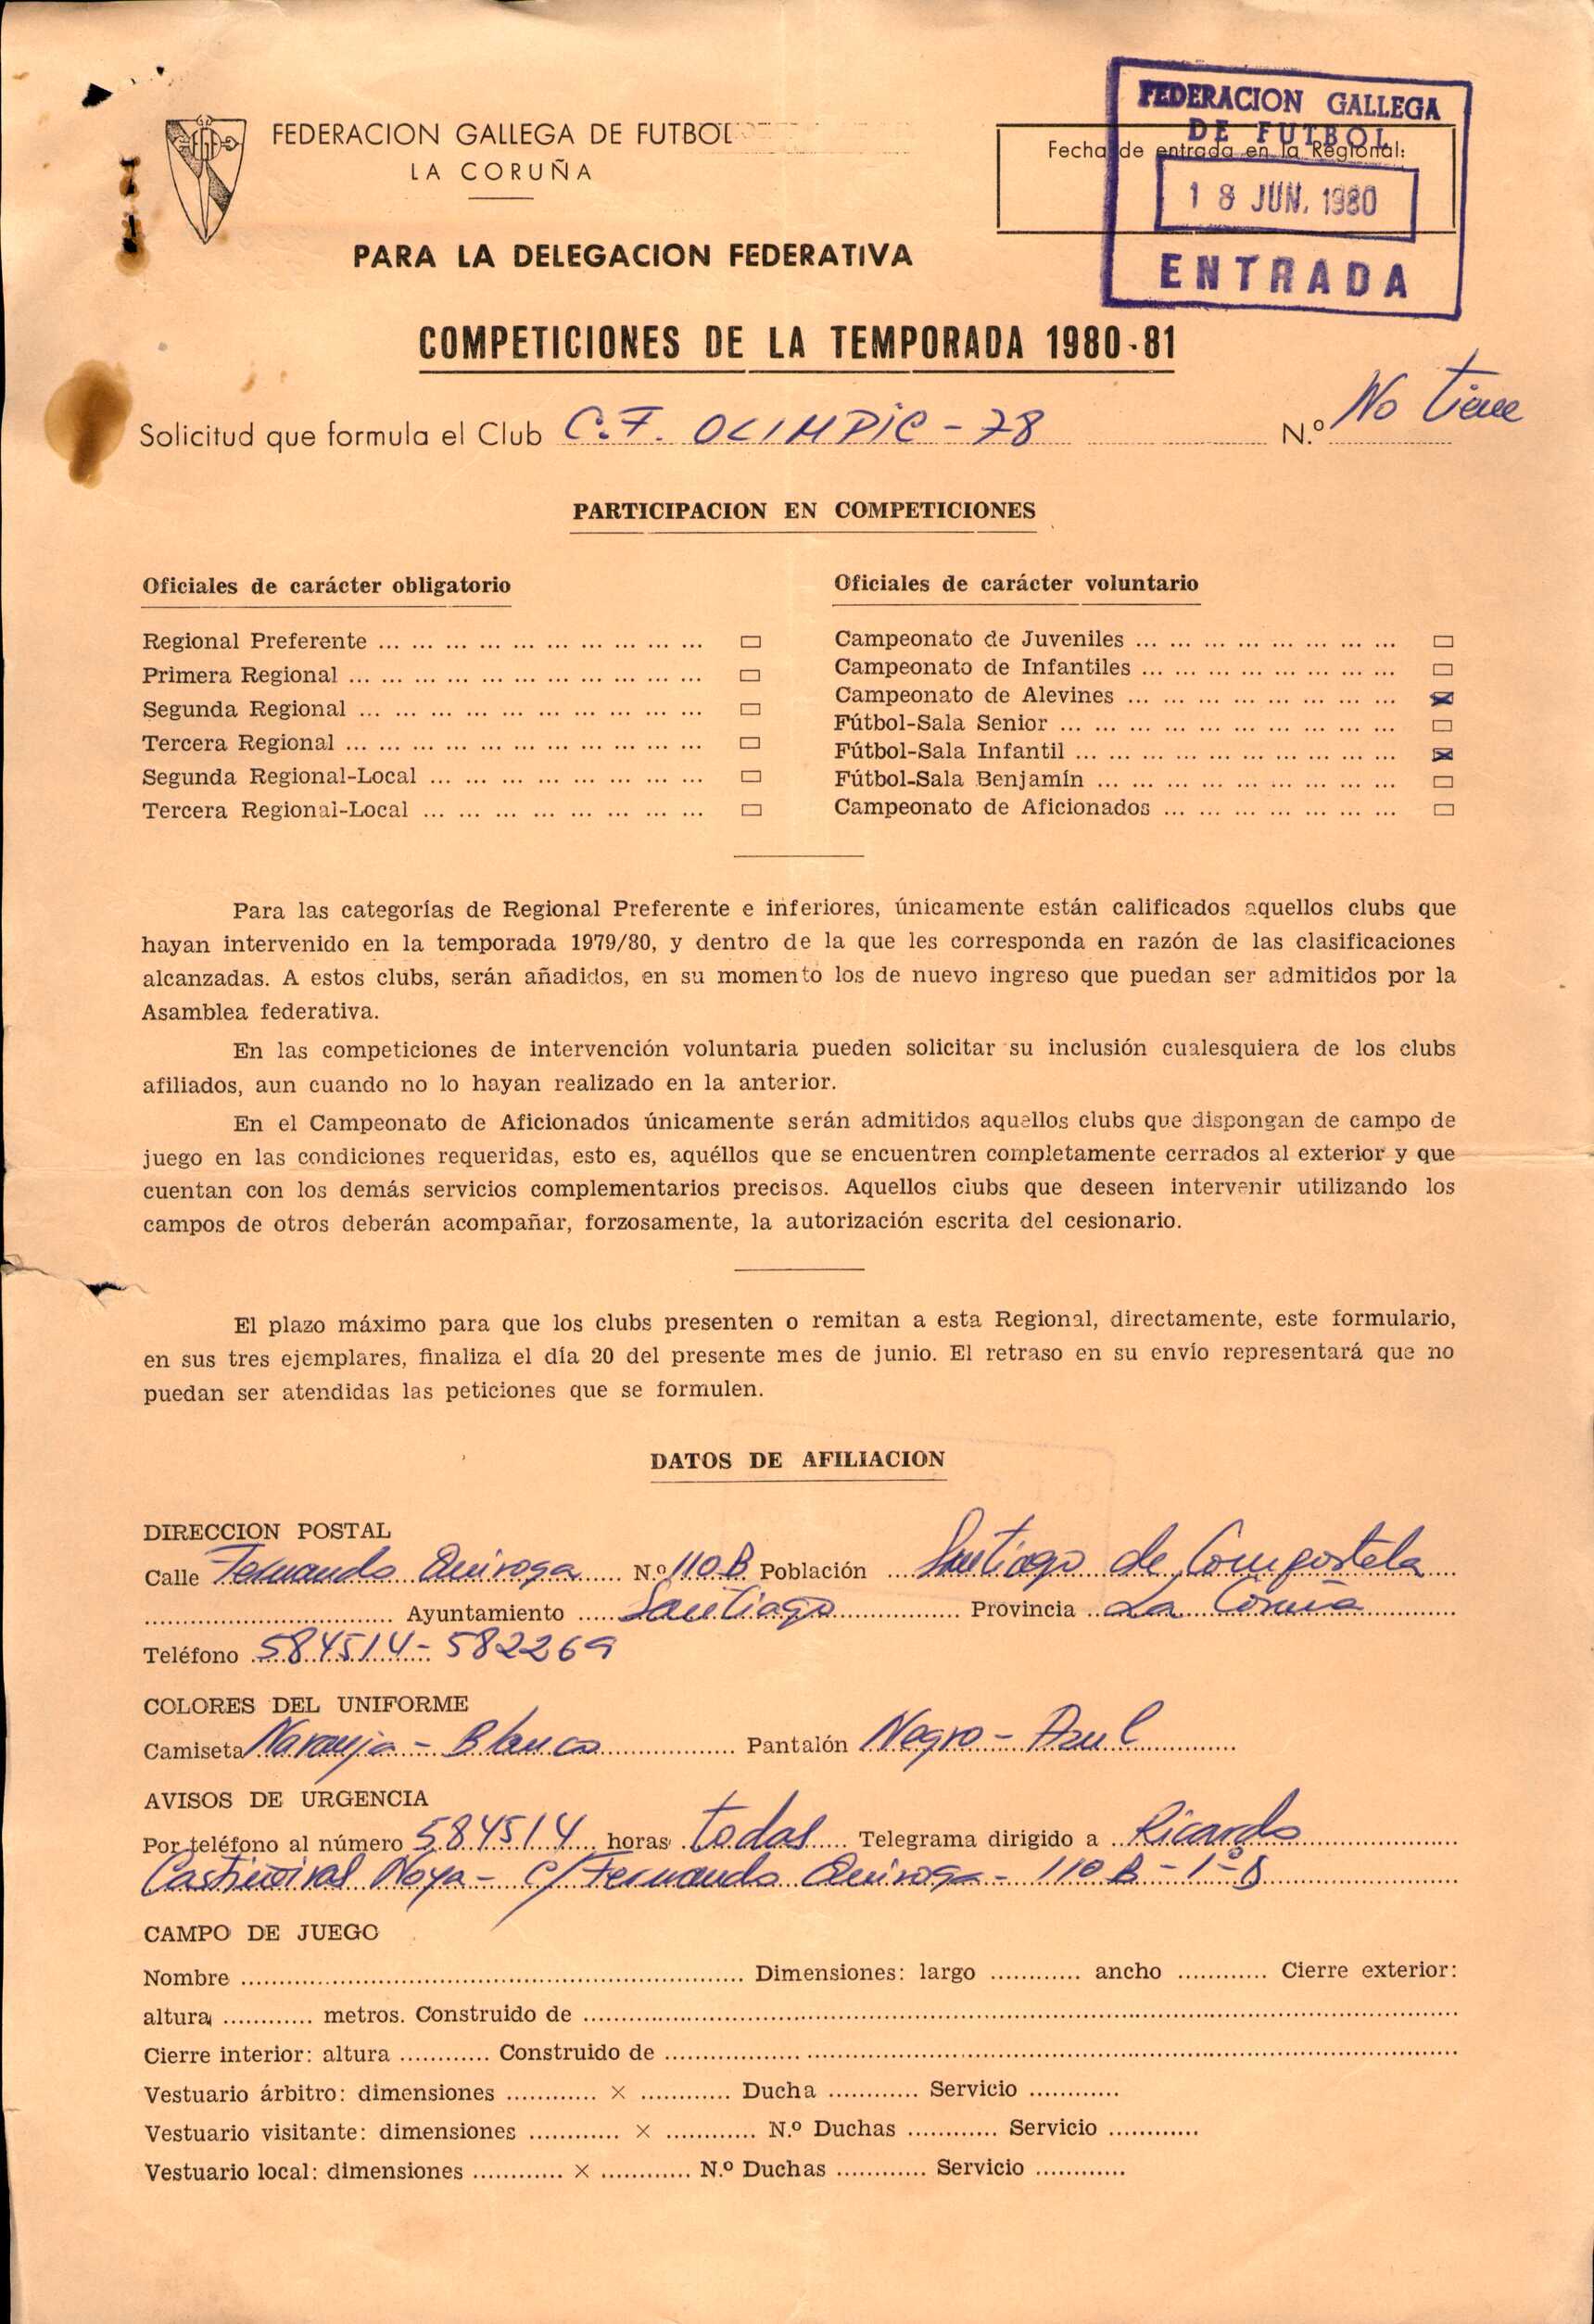 FEDERACION GALLEGA DE FUTBOL
LA CORUÑA
Fecha de entrada en la Regional:
FEDERACION GALLEGA
DE FUTBOL
18 JUN. 1980
ENTRADA
PARA LA DELEGACION FEDERATIVA
COMPETICIONES DE LA TEMPORADA 1980-81
Solicitud que formula el Club C.F. OLIMPIC-78 N.º No tiene
PARTICIPACION EN COMPETICIONES
Oficiales de carácter obligatorio
Regional Preferente
Primera Regional
Segunda Regional
Tercera Regional
Segunda Regional-Local
Tercera Regional-Local
Oficiales de carácter voluntario
Campeonato de Juveniles
Campeonato de Infantiles
Campeonato de Alevines
Fútbol-Sala Senior
Fútbol-Sala Infantil
Fútbol-Sala Benjamín
Campeonato de Aficionados
Para las categorías de Regional Preferente e inferiores, únicamente están calificados aquellos clubs que
hayan intervenido en la temporada 1979/80, y dentro de la que les corresponda en razón de las clasificaciones
alcanzadas. A estos clubs, serán añadidos, en su momento los de nuevo ingreso que puedan ser admitidos por la
Asamblea federativa.
En las competiciones de intervención voluntaria pueden solicitar su inclusión cualesquiera de los clubs
afiliados, aun cuando no lo hayan realizado en la anterior.
En el Campeonato de Aficionados únicamente serán admitidos aquellos clubs que dispongan de campo de
juego en las condiciones requeridas, esto es, aquéllos que se encuentren completamente cerrados al exterior y que
cuentan con los demás servicios complementarios precisos. Aquellos clubs que deseen intervenir utilizando los
campos de otros deberán acompañar, forzosamente, la autorización escrita del cesionario.
El plazo máximo para que los clubs presenten o remitan a esta Regional, directamente, este formulario,
en sus tres ejemplares, finaliza el día 20 del presente mes de junio. El retraso en su envío representará que no
puedan ser atendidas las peticiones que se formulen.
DATOS DE AFILIACION
DIRECCION POSTAL
Calle Fernando Quiroga N.º 110 B Población Santiago de Compostela
Ayuntamiento Santiago Provincia La Coruña
Teléfono 584514 - 582269
COLORES DEL UNIFORME
Camiseta Naranja - Blanco Pantalón Negro - Azul
AVISOS DE URGENCIA
Por teléfono al número 584514 horas todas Telegrama dirigido a Ricardo
Castiñeiras Noya - C/ Fernando Quiroga - 110 B - 1º D
CAMPO DE JUEGO
Nombre Dimensiones: largo ancho Cierre exterior:
altura metros. Construido de
Cierre interior: altura Construido de
Vestuario árbitro: dimensiones × Ducha Servicio
Vestuario visitante: dimensiones × N.º Duchas Servicio
Vestuario local: dimensiones × N.º Duchas Servicio